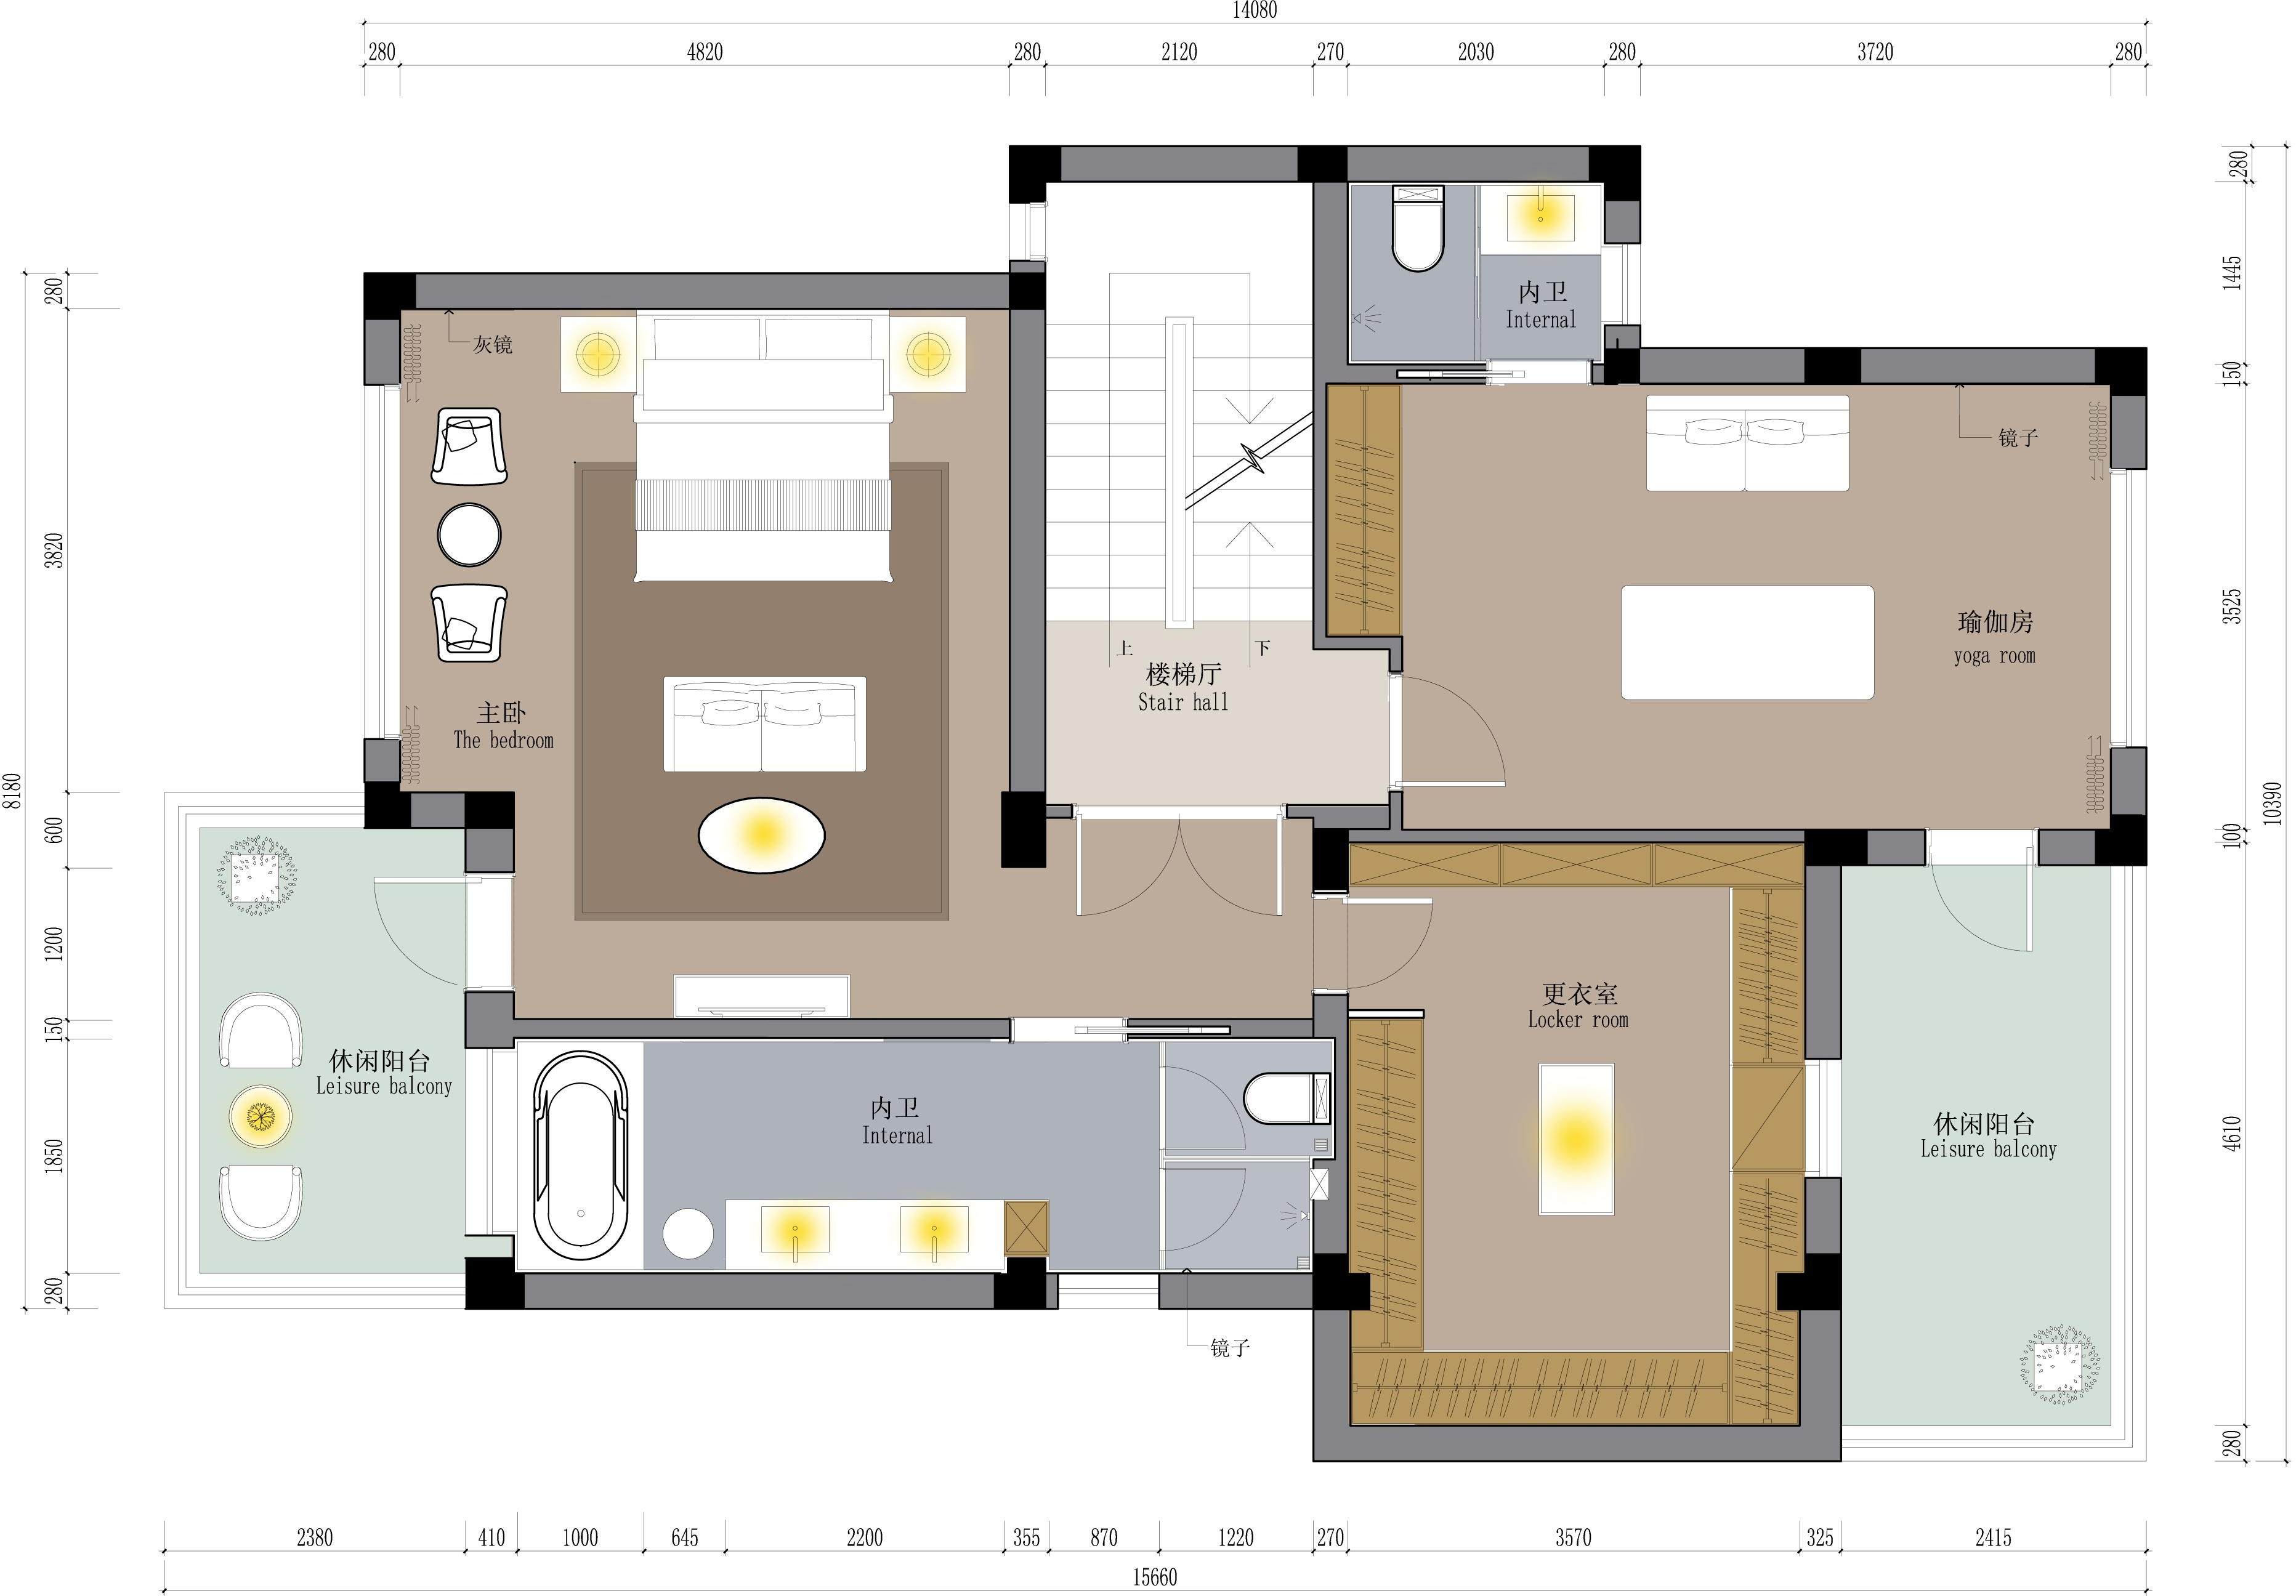 14080
280 4820 280 2120 270 2030 280 3720 280
280
1445
150
3525
100
4610
280
10390
8180
280
3820
600
1200
150
1850
280
灰镜
内卫
Internal
镜子
瑜伽房
yoga room
上
下
楼梯厅
Stair hall
主卧
The bedroom
更衣室
Locker room
休闲阳台
Leisure balcony
内卫
Internal
休闲阳台
Leisure balcony
镜子
2380 410 1000 645 2200 355 870 1220 270 3570 325 2415
15660